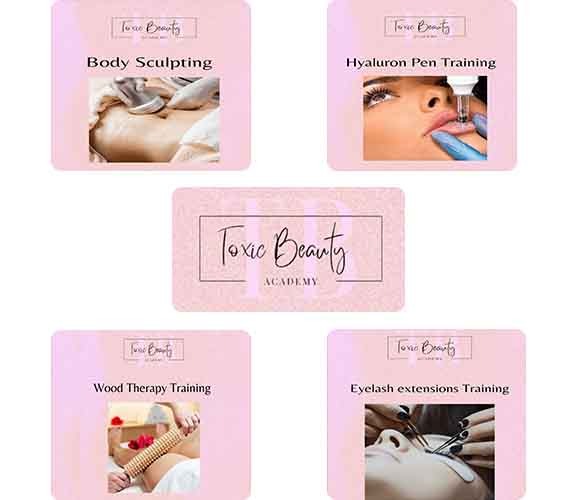 Toxic Beauty
ACADEMY
Body Sculpting
Toxic Beauty
ACADEMY
Hyaluron Pen Training
TB
Toxic Beauty
ACADEMY
Toxic Beauty
ACADEMY
Wood Therapy Training
Toxic Beauty
ACADEMY
Eyelash extensions Training